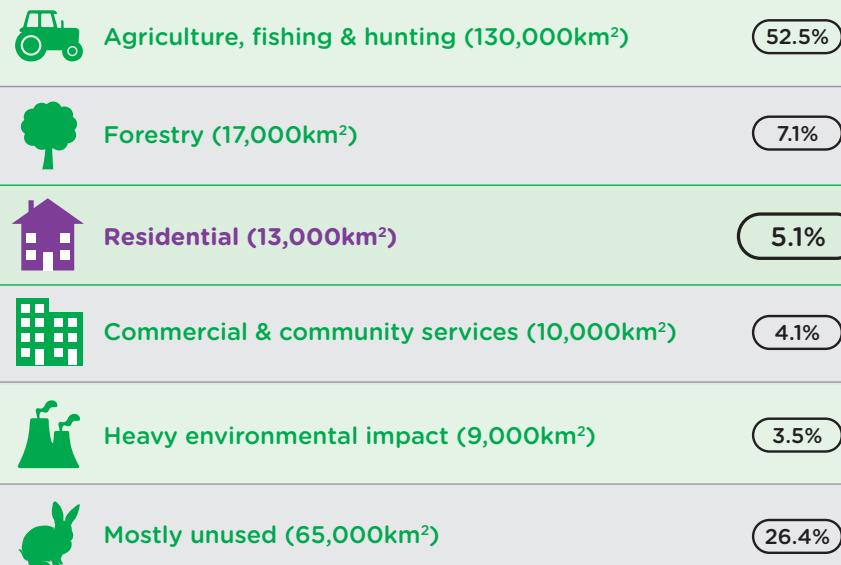 Agriculture, fishing & hunting (130,000km²) 52.5%
Forestry (17,000km²) 7.1%
Residential (13,000km²) 5.1%
Commercial & community services (10,000km²) 4.1%
Heavy environmental impact (9,000km²) 3.5%
Mostly unused (65,000km²) 26.4%